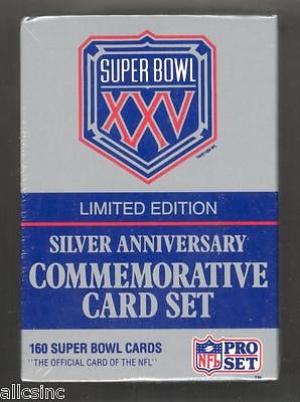 SUPER BOWL
XXV
LIMITED EDITION
SILVER ANNIVERSARY
COMMEMORATIVE
CARD SET
160 SUPER BOWL CARDS
"THE OFFICIAL CARD OF THE NFL"
NFL
PRO
SET
allcsinc